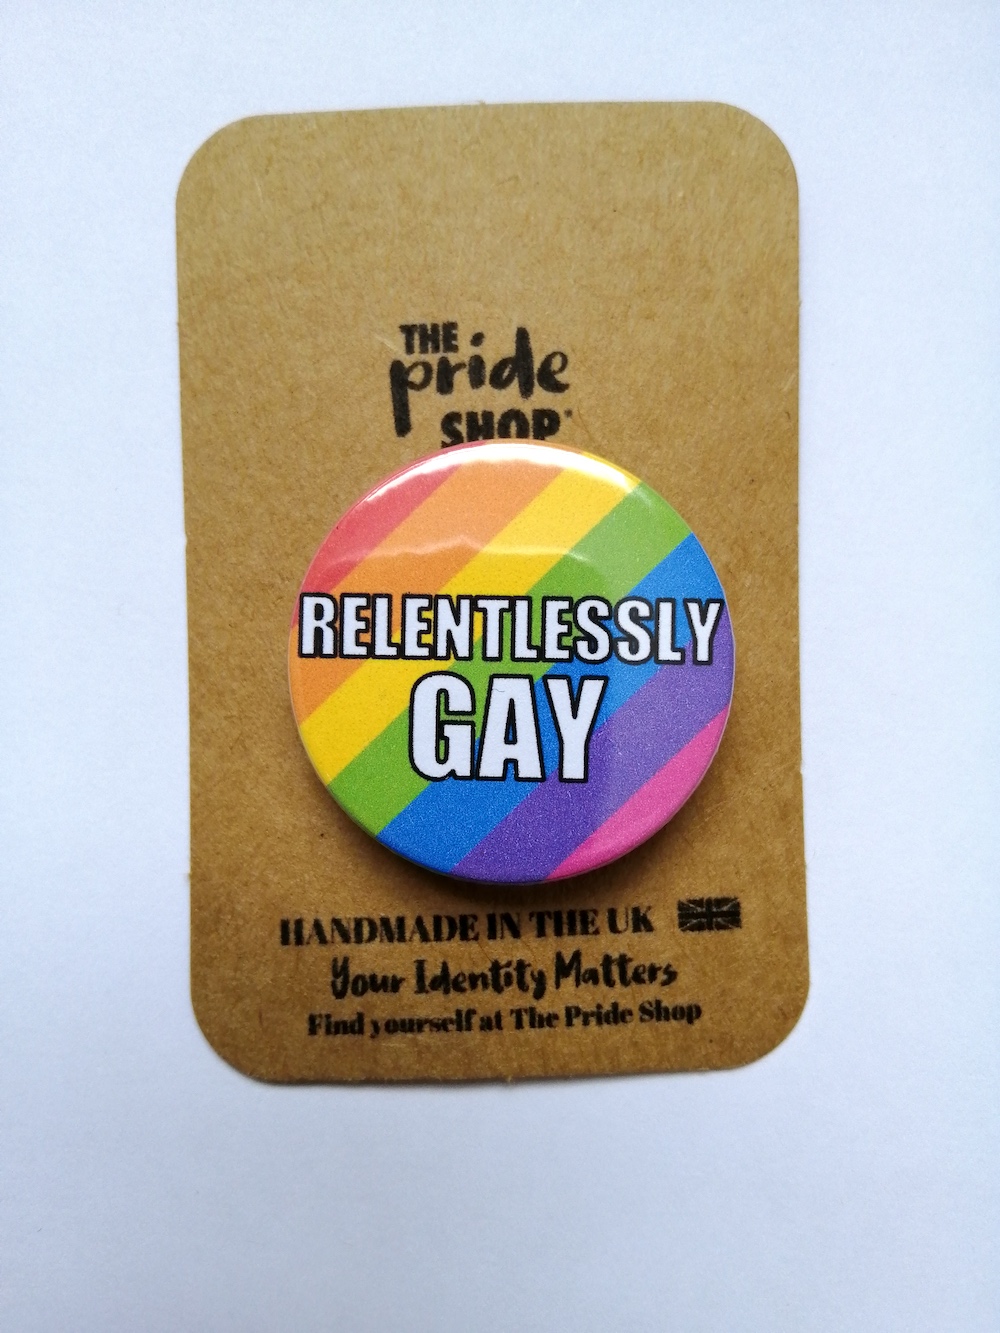 THE
pride
SHOP
RELENTLESSLY
GAY
HANDMADE IN THE UK
Your Identity Matters
Find yourself at The Pride Shop